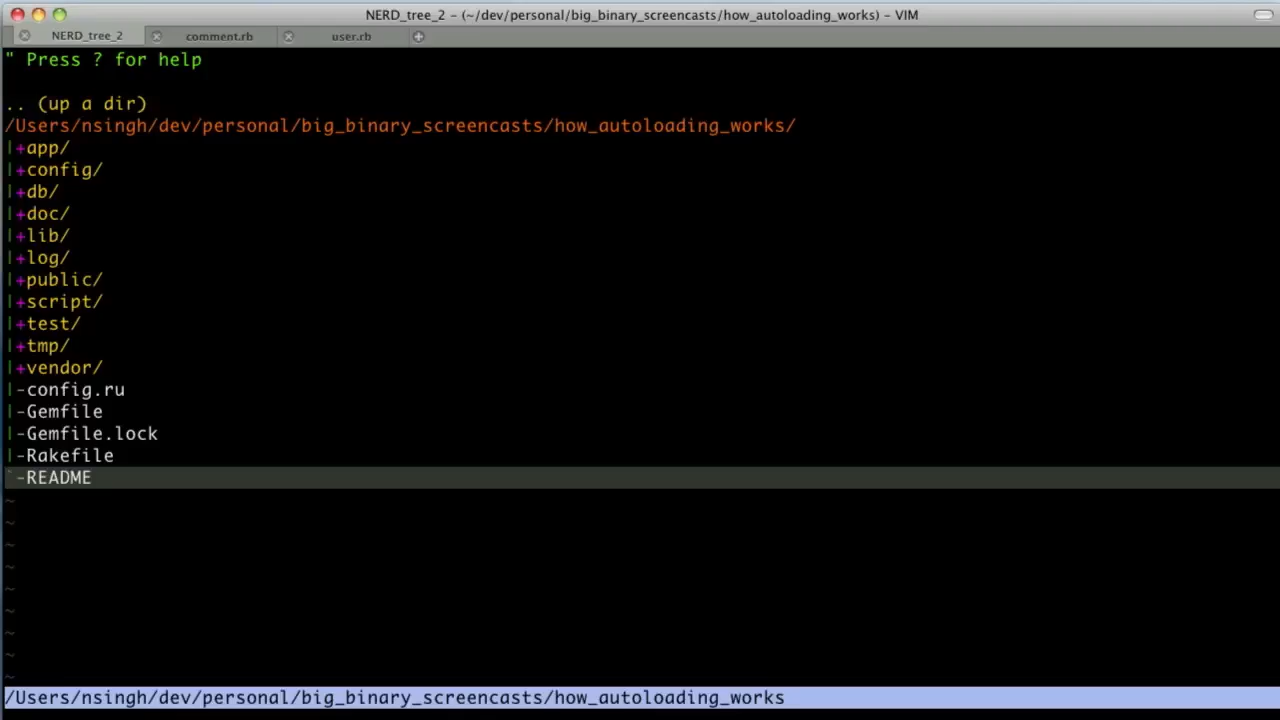 NERD_tree_2 – (~/dev/personal/big_binary_screencasts/how_autoloading_works) – VIM
NERD_tree_2 comment.rb user.rb
" Press ? for help
.. (up a dir)
/Users/nsingh/dev/personal/big_binary_screencasts/how_autoloading_works/
|+app/
|+config/
|+db/
|+doc/
|+lib/
|+log/
|+public/
|+script/
|+test/
|+tmp/
|+vendor/
|-config.ru
|-Gemfile
|-Gemfile.lock
|-Rakefile
`-README
~
~
~
~
~
~
~
~
~
/Users/nsingh/dev/personal/big_binary_screencasts/how_autoloading_works